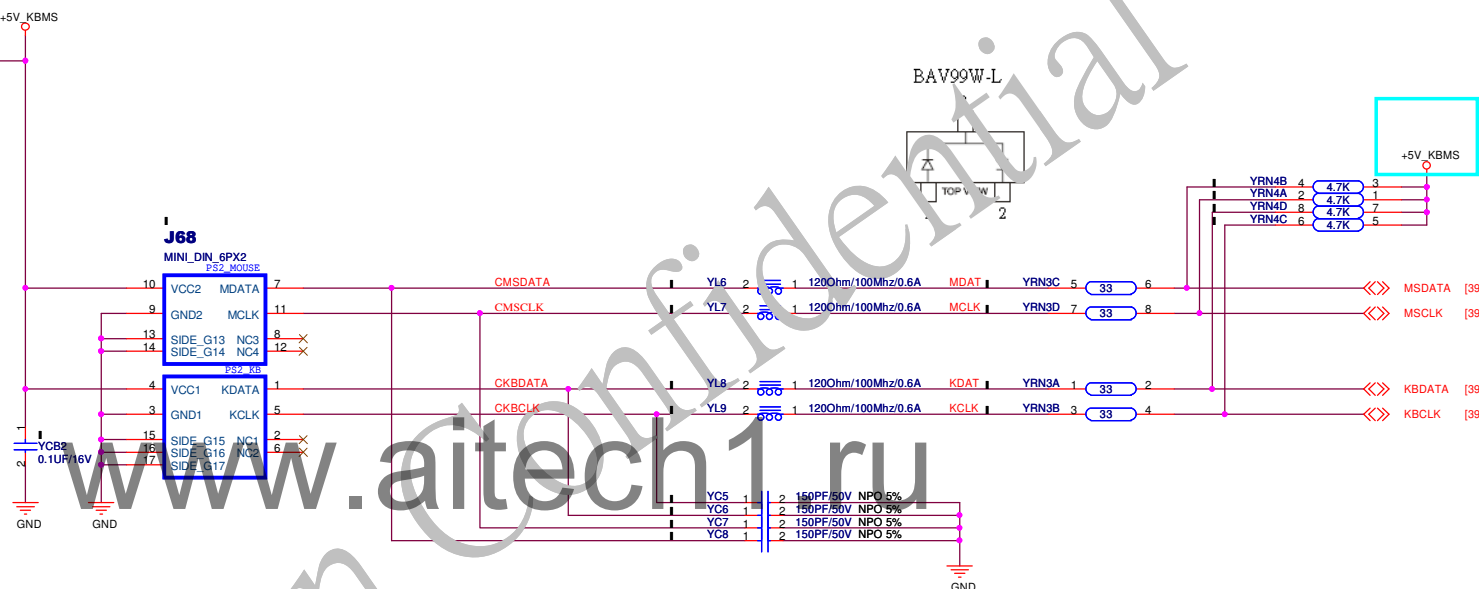 +5V_KBMS
BAV99W-L
TOP VIEW
2
+5V_KBMS
YRN4B 4 4.7K 3
YRN4A 2 4.7K 1
YRN4D 8 4.7K 7
YRN4C 6 4.7K 5
J68
MINI_DIN_6PX2
PS2_MOUSE
10 VCC2 MDATA 7 CMSDATA YL6 2 1 120Ohm/100Mhz/0.6A MDAT YRN3C 5 33 6 MSDATA [39
9 GND2 MCLK 11 CMSCLK YL7 2 1 120Ohm/100Mhz/0.6A MCLK YRN3D 7 33 8 MSCLK [39
13 SIDE_G13 NC3 8
14 SIDE_G14 NC4 12
PS2_KB
4 VCC1 KDATA 1 CKBDATA YL8 2 1 120Ohm/100Mhz/0.6A KDAT YRN3A 1 33 2 KBDATA [39
3 GND1 KCLK 5 CKBCLK YL9 2 1 120Ohm/100Mhz/0.6A KCLK YRN3B 3 33 4 KBCLK [39
15 SIDE_G15 NC1 2
16 SIDE_G16 NC2 6
17 SIDE_G17
1
YCB2
0.1UF/16V
2
GND
GND
YC5 1 2 150PF/50V NPO 5%
YC6 1 2 150PF/50V NPO 5%
YC7 1 2 150PF/50V NPO 5%
YC8 1 2 150PF/50V NPO 5%
GND
www.aitech1.ru
Confidential